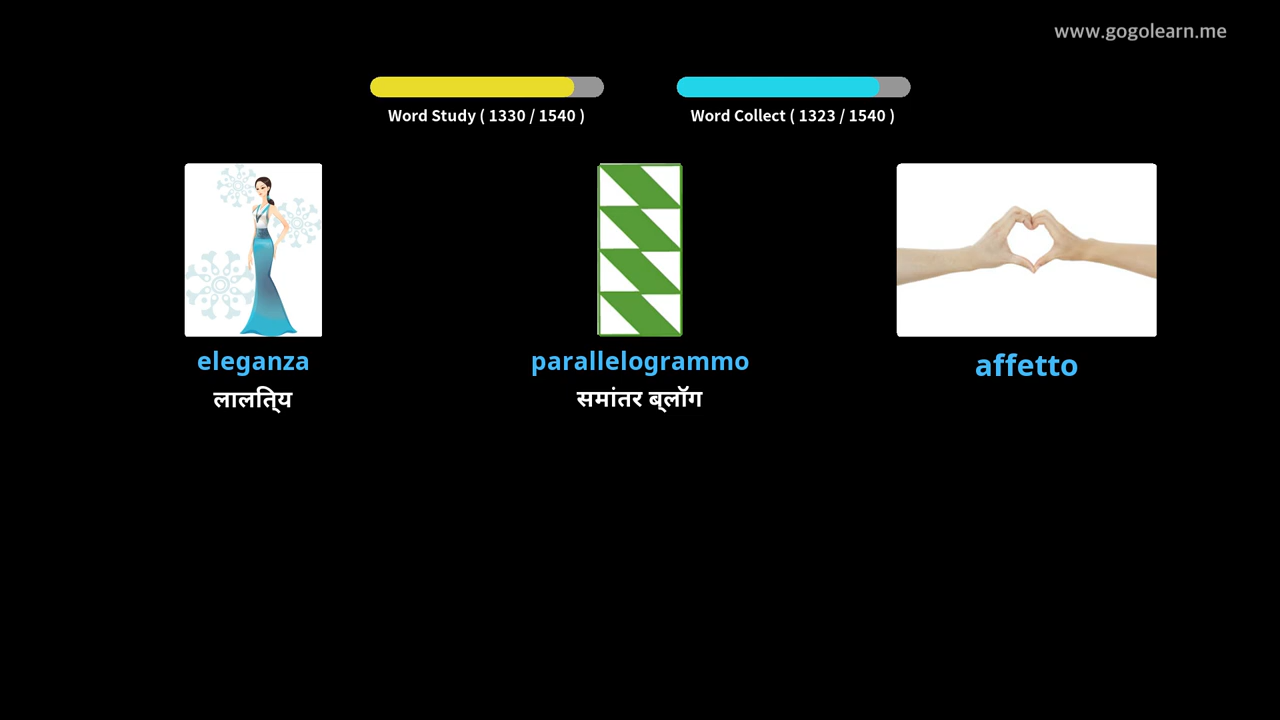 www.gogolearn.me
Word Study ( 1330 / 1540 )
Word Collect ( 1323 / 1540 )
eleganza
parallelogrammo
affetto
लालित्यि
समांतर ब्लॉग